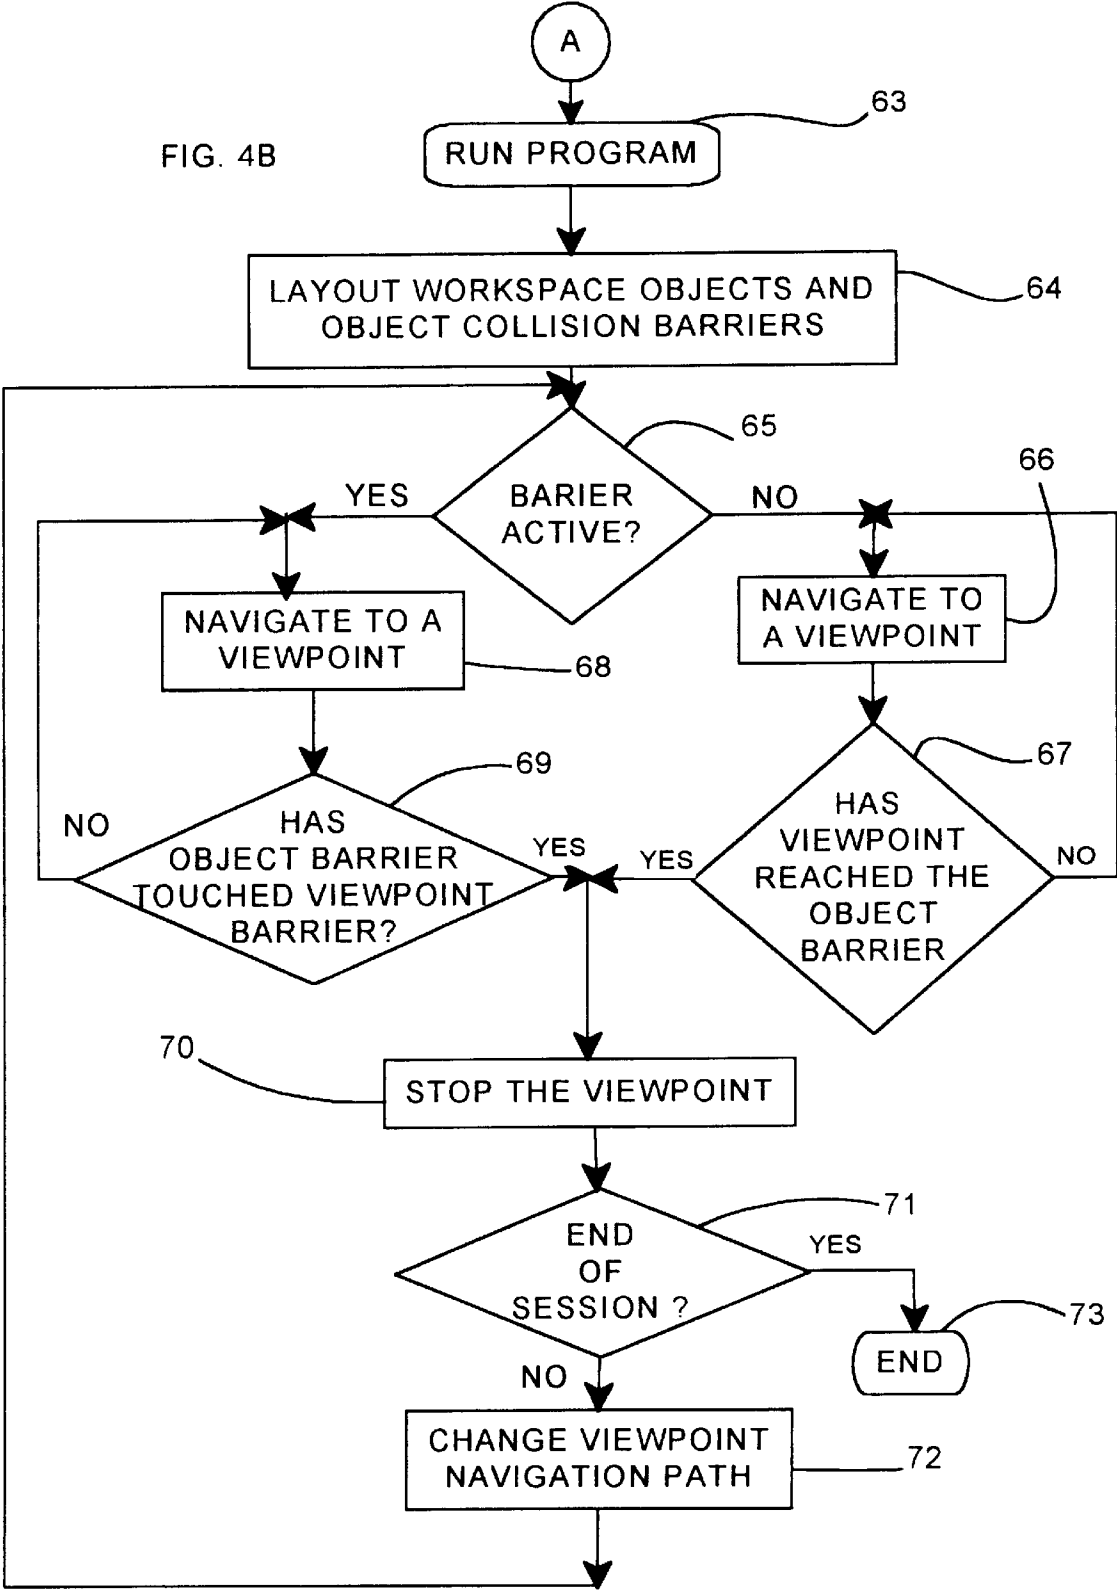 A
63
FIG. 4B
RUN PROGRAM
LAYOUT WORKSPACE OBJECTS AND
OBJECT COLLISION BARRIERS
64
65
66
YES
BARIER
ACTIVE?
NO
NAVIGATE TO A
VIEWPOINT
68
NAVIGATE TO
A VIEWPOINT
69
67
NO
HAS
OBJECT BARRIER
TOUCHED VIEWPOINT
BARRIER?
YES
YES
HAS
VIEWPOINT
REACHED THE
OBJECT
BARRIER
NO
70
STOP THE VIEWPOINT
71
END
OF
SESSION ?
YES
73
END
NO
CHANGE VIEWPOINT
NAVIGATION PATH
72